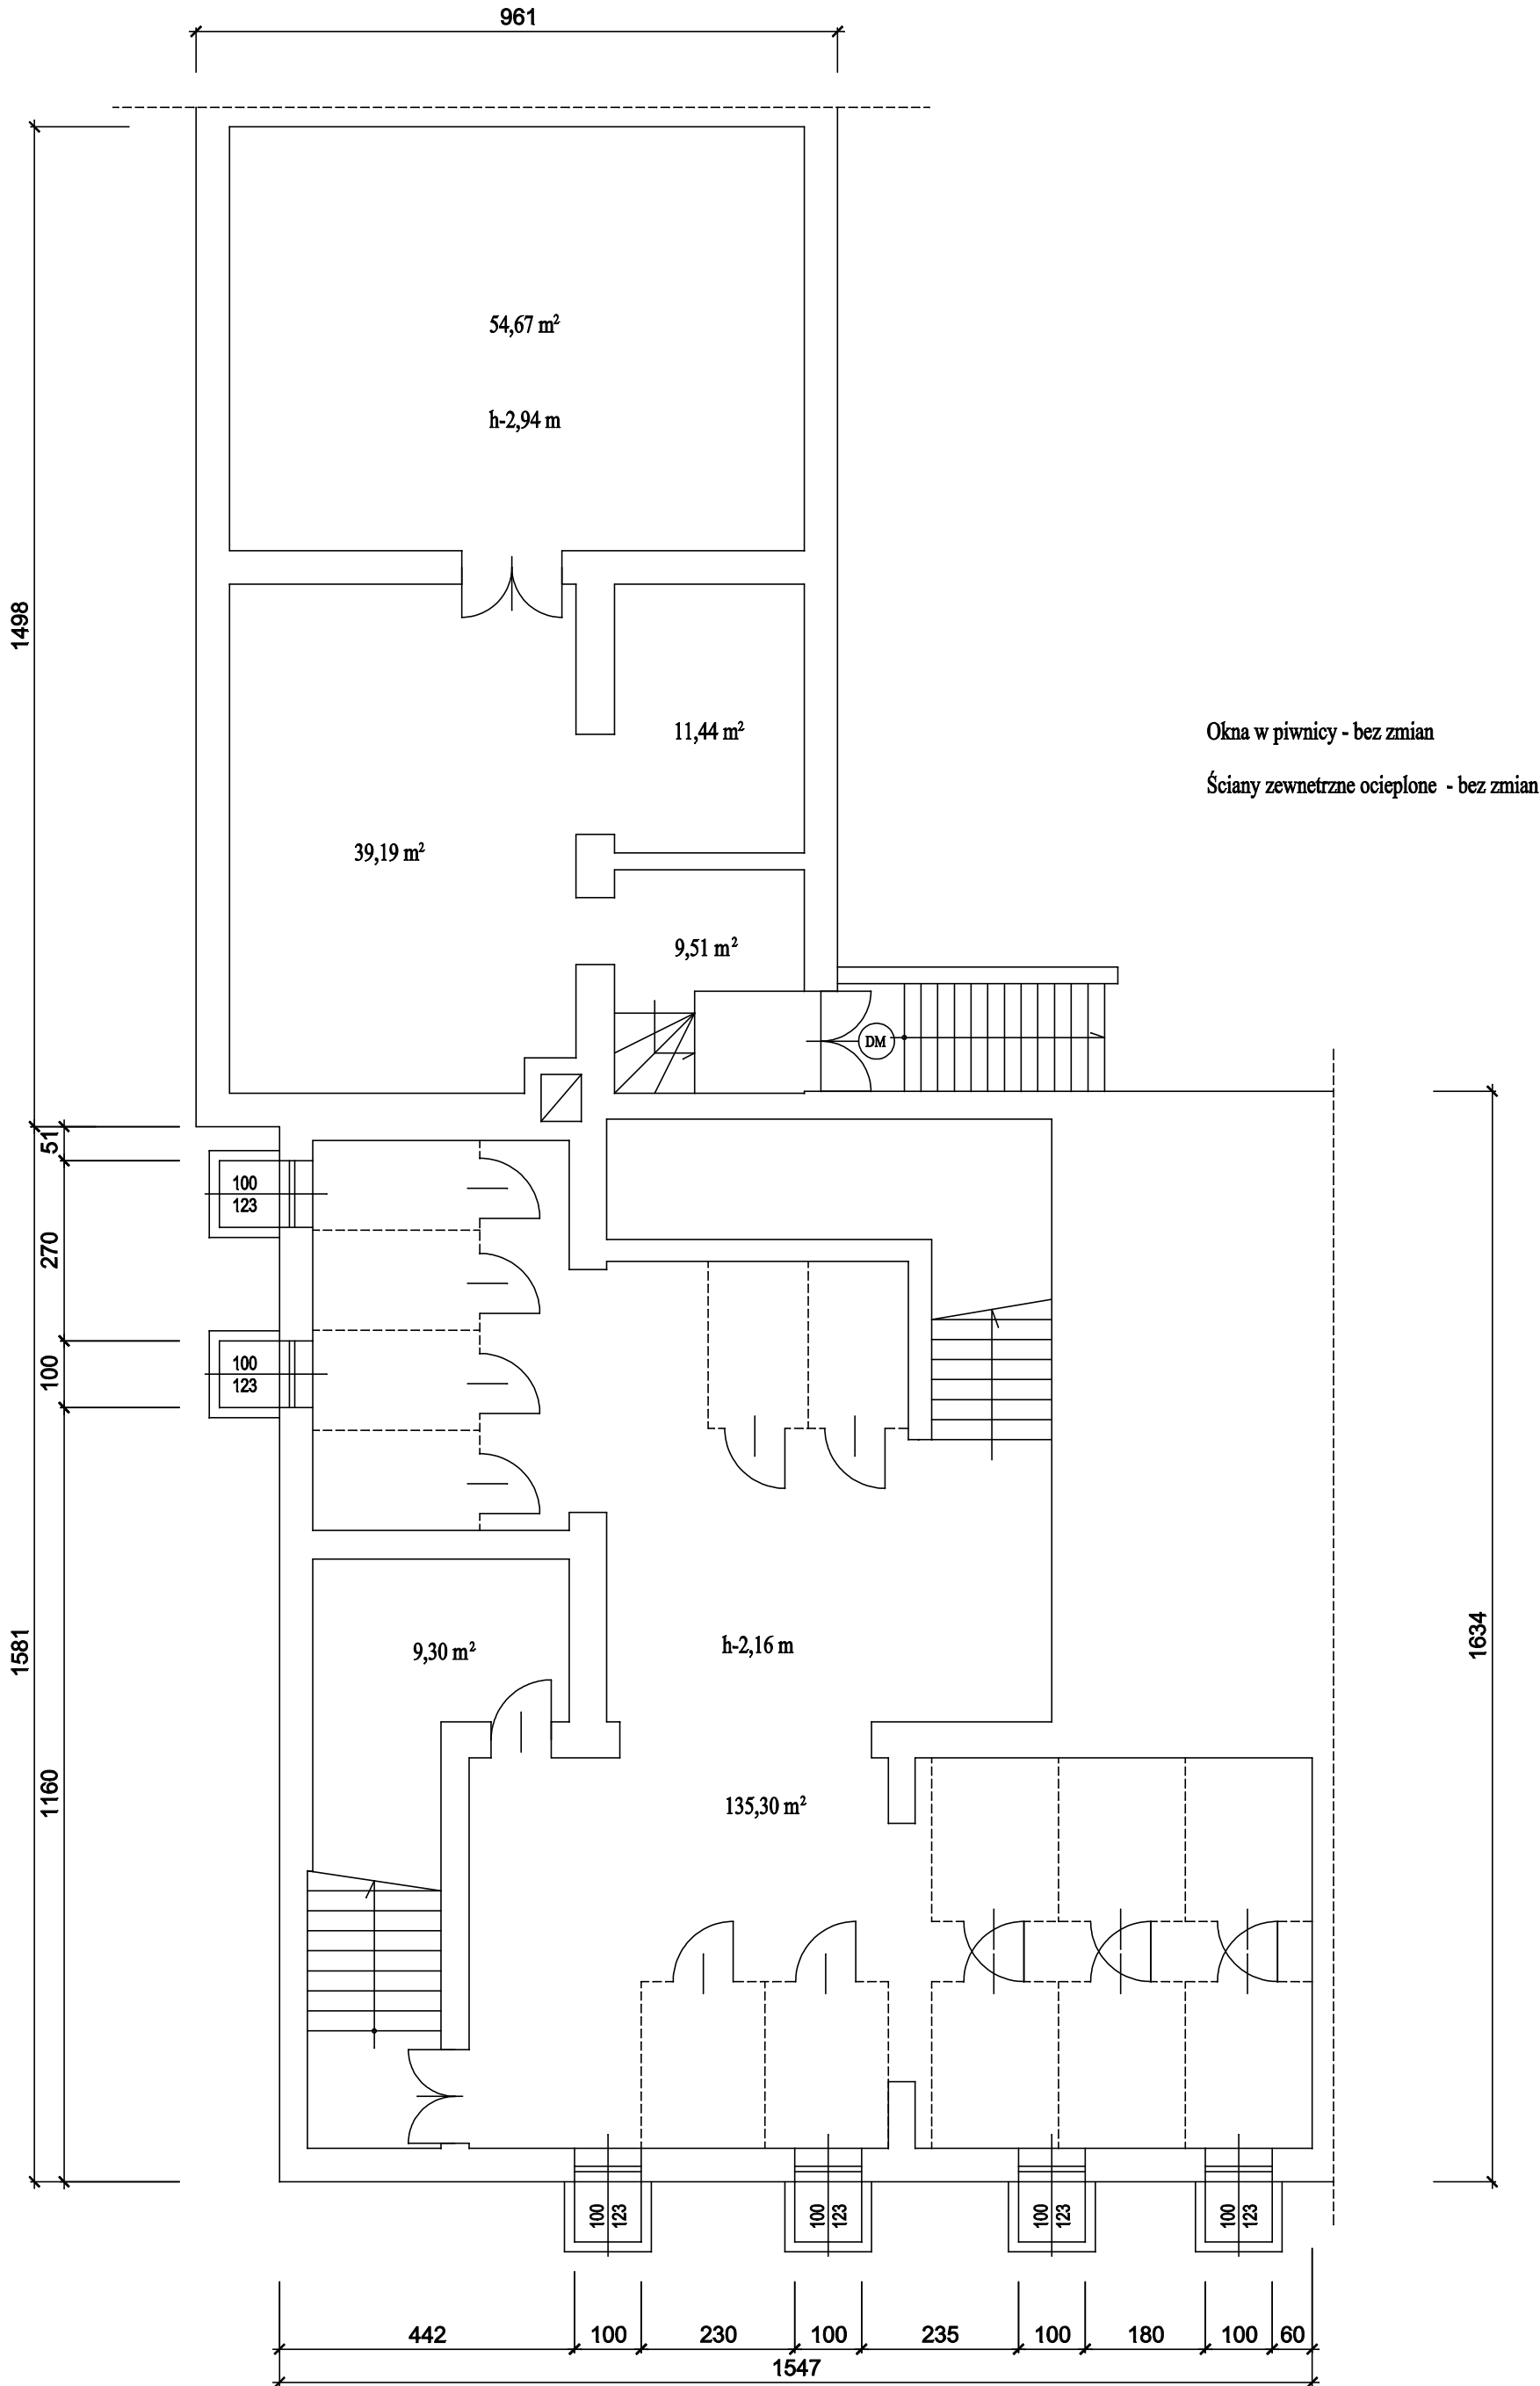 961
54,67 m²
h-2,94 m
1498
11,44 m²
Okna w piwnicy - bez zmian
Ściany zewnetrzne ocieplone - bez zmian
39,19 m²
9,51 m²
DM
51
100
123
270
100
123
100
1581
9,30 m²
h-2,16 m
1634
1160
135,30 m²
100
123
100
123
100
123
100
123
442
100
230
100
235
100
180
100
60
1547